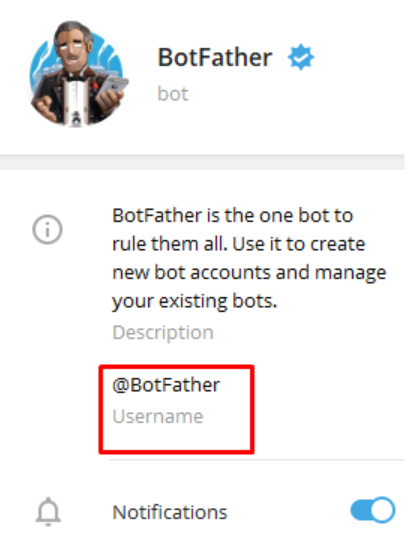 BotFather
bot
BotFather is the one bot to
rule them all. Use it to create
new bot accounts and manage
your existing bots.
Description
@BotFather
Username
Notifications